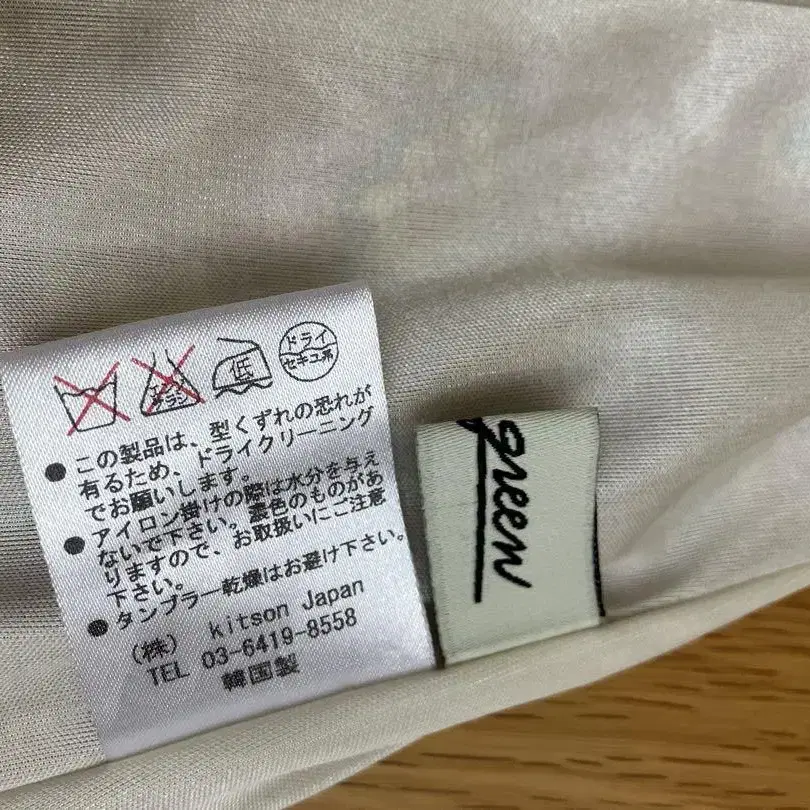 低
ドライ
セキユ系
● この製品は、型くずれの恐れが
有るため、ドライクリーニング
でお願いします。
● アイロン掛けの際は水分を与え
ないで下さい。濃色のものがあ
りますので、お取扱いにご注意
下さい。
● タンブラー乾燥はお避け下さい。
(株) kitson Japan
TEL 03-6419-8558
韓国製
green